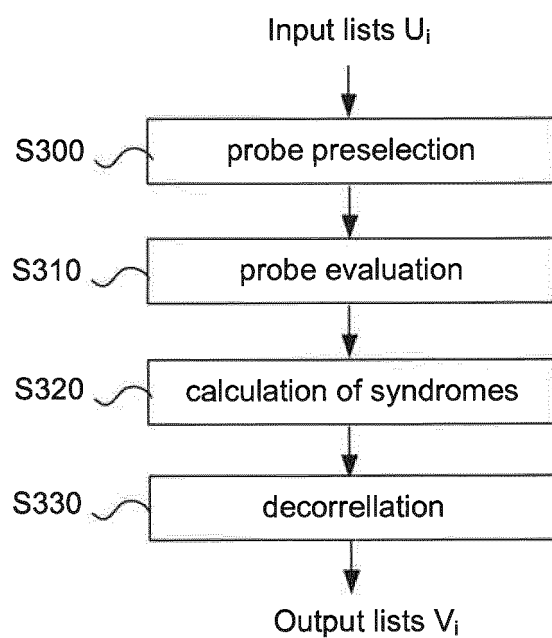 Input lists Ui
S300 probe preselection
S310 probe evaluation
S320 calculation of syndromes
S330 decorrellation
Output lists Vi